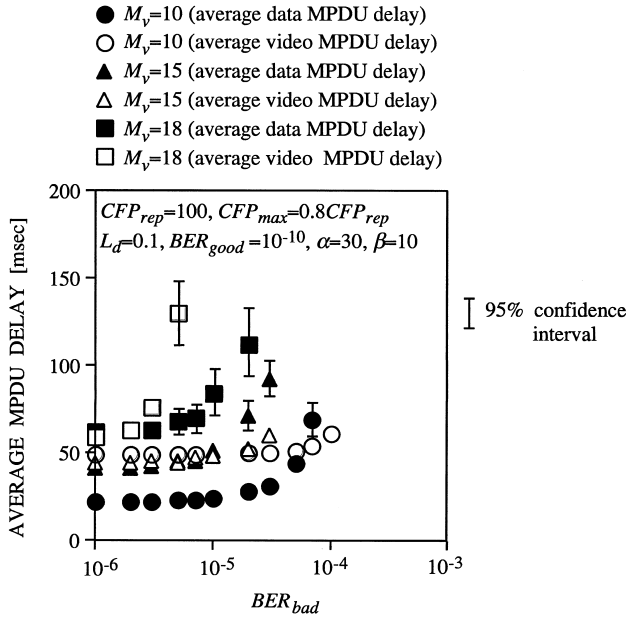 M_v=10 (average data MPDU delay)
M_v=10 (average video MPDU delay)
M_v=15 (average data MPDU delay)
M_v=15 (average video MPDU delay)
M_v=18 (average data MPDU delay)
M_v=18 (average video MPDU delay)
CFP_rep=100, CFP_max=0.8CFP_rep
L_d=0.1, BER_good=10^-10, α=30, β=10
AVERAGE MPDU DELAY [msec]
200
150
100
50
0
95% confidence
interval
10^-6
10^-5
10^-4
10^-3
BER_bad